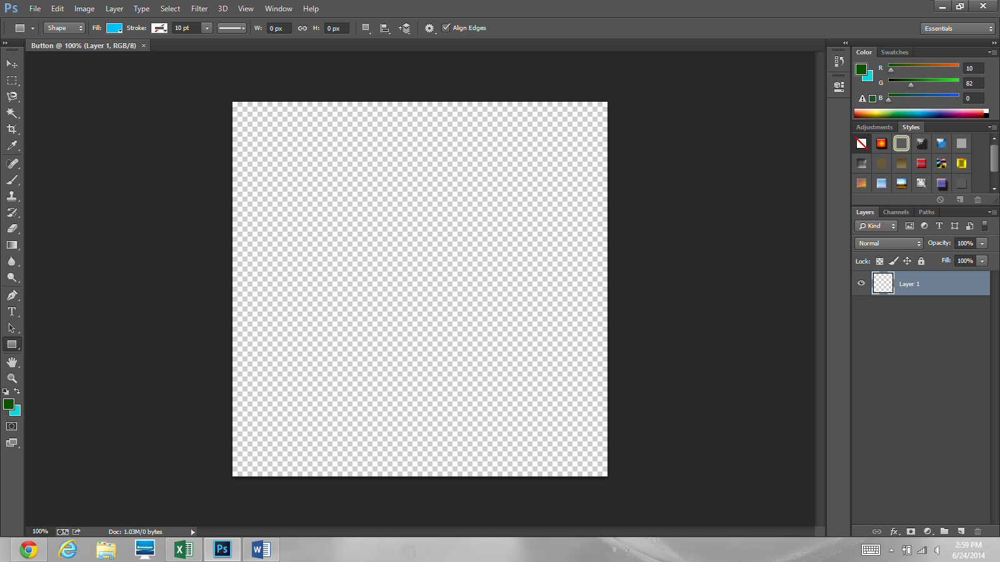 Ps File Edit Image Layer Type Select Filter 3D View Window Help
Shape Fill: Stroke: 10 pt W: 0 px H: 0 px Align Edges Essentials
Button @ 100% (Layer 1, RGB/8) ×
Color Swatches
R 10
G 82
B 0
Adjustments Styles
Layers Channels Paths
Kind
Normal Opacity: 100%
Lock: Fill: 100%
Layer 1
100% Doc: 1.03M/0 bytes
fx
lenovo
Ps
2:59 PM
6/24/2014